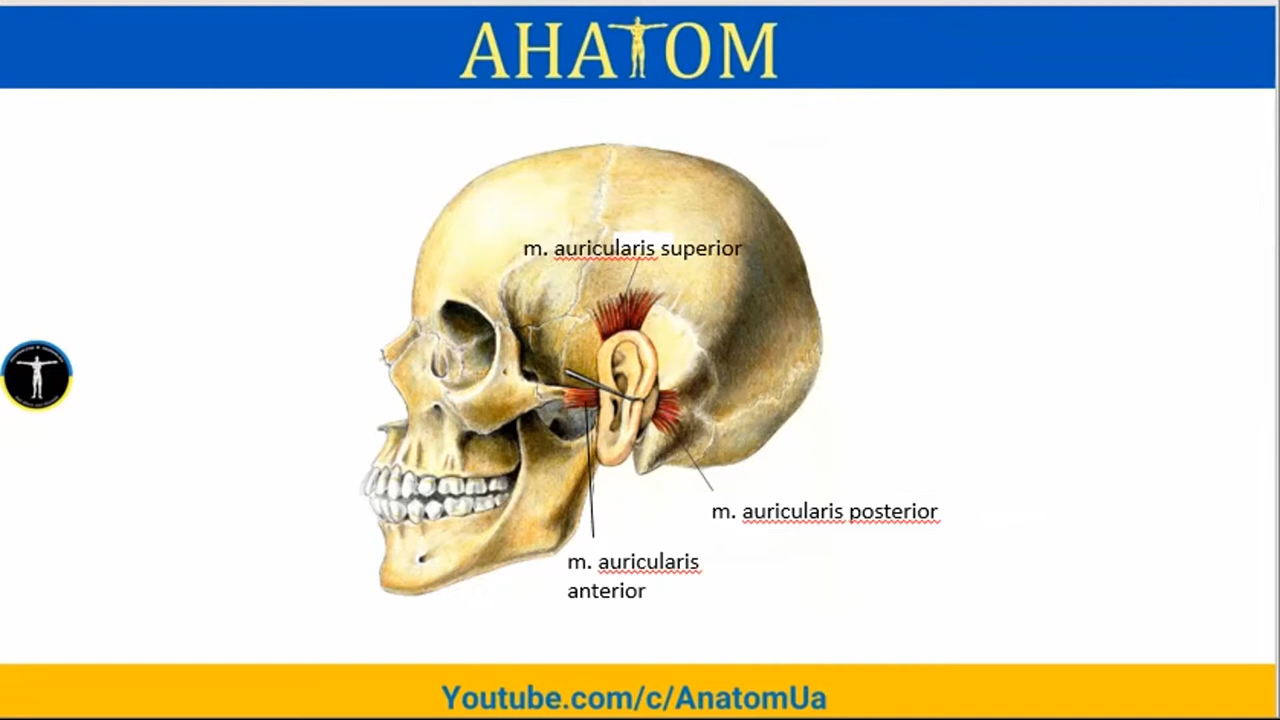 АНАТОМ
m. auricularis superior
m. auricularis posterior
m. auricularis
anterior
Youtube.com/c/AnatomUa